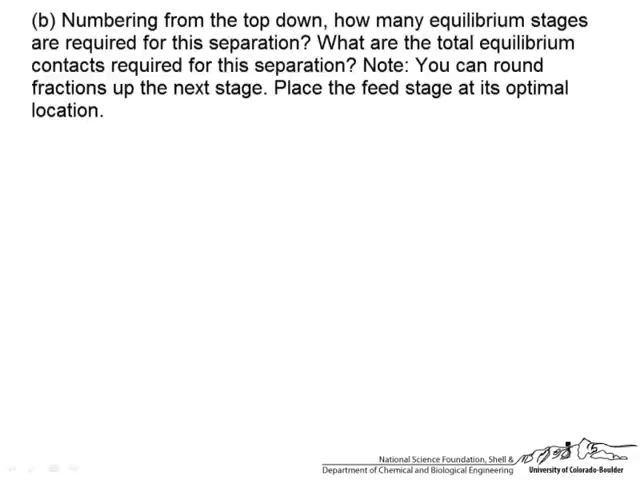 (b) Numbering from the top down, how many equilibrium stages
are required for this separation? What are the total equilibrium
contacts required for this separation? Note: You can round
fractions up the next stage. Place the feed stage at its optimal
location.
National Science Foundation, Shell &
Department of Chemical and Biological Engineering
University of Colorado-Boulder